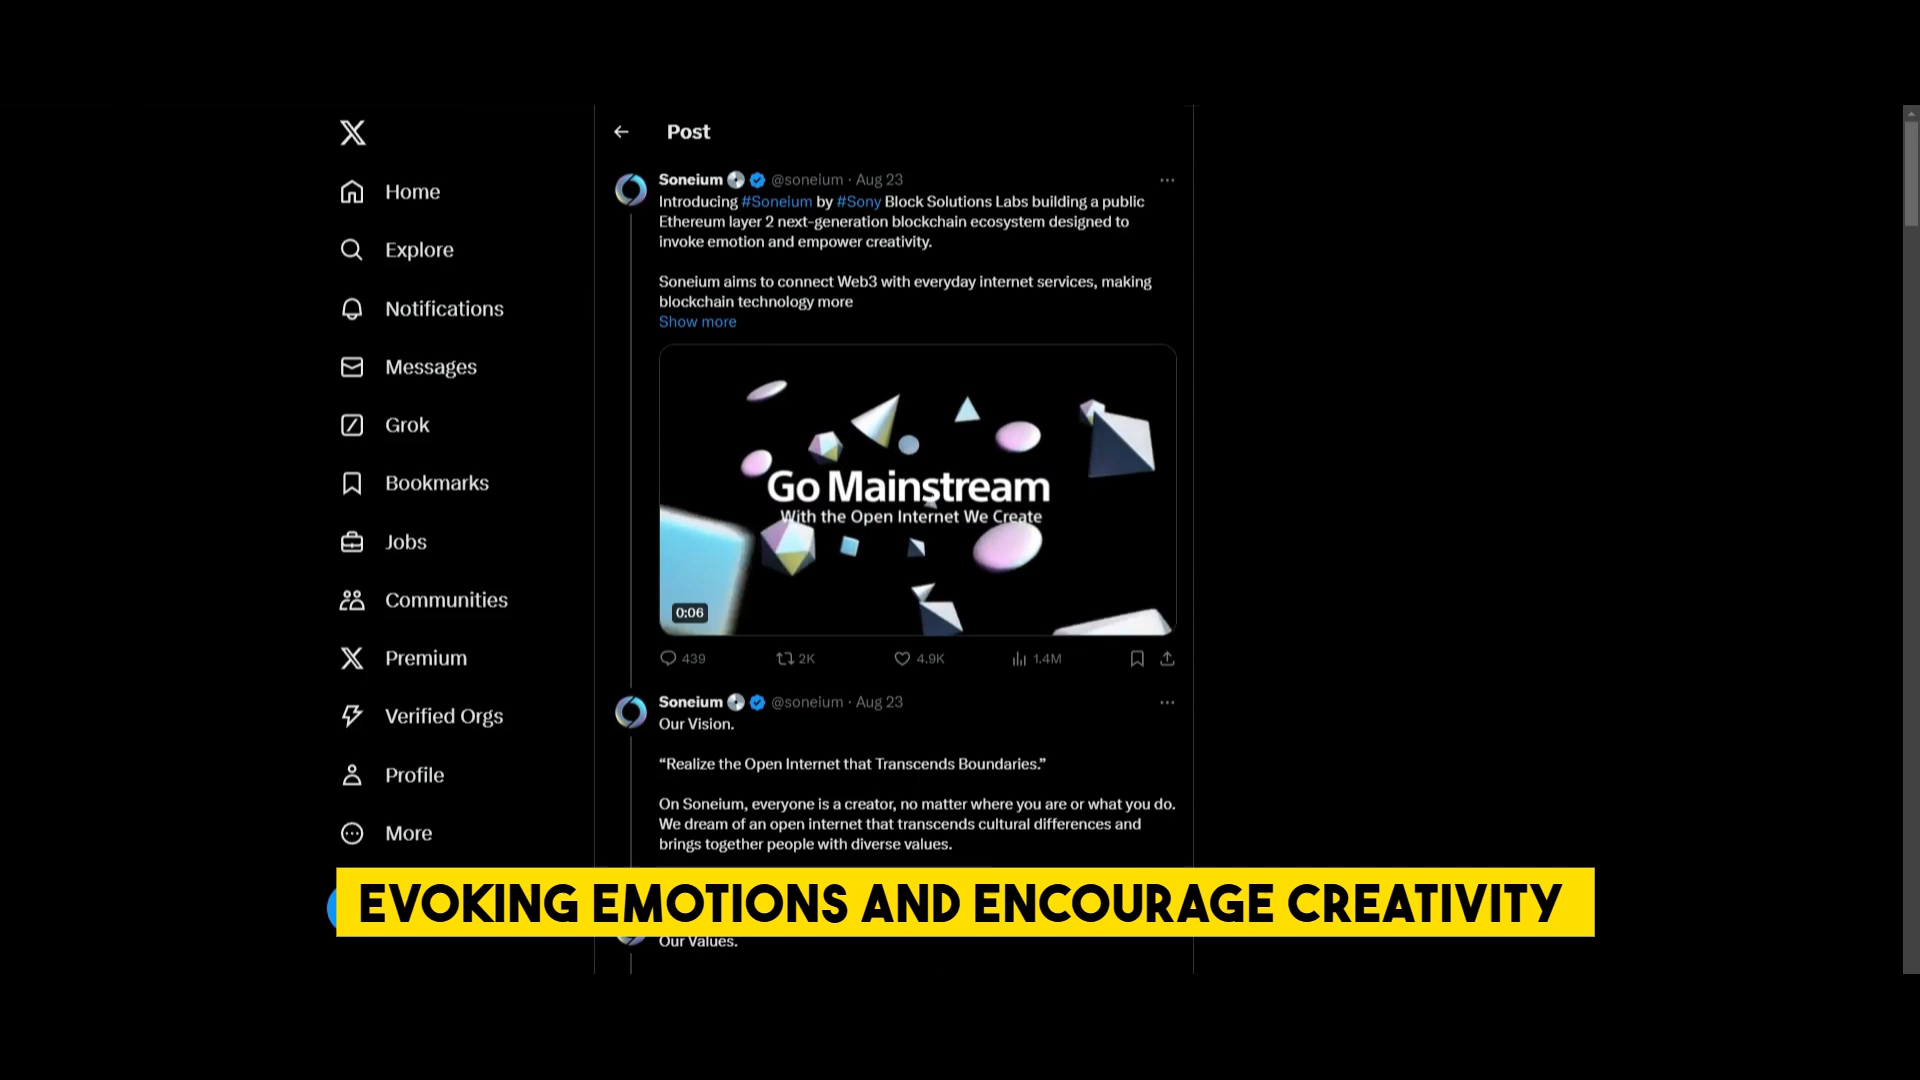 Home
Explore
Notifications
Messages
Grok
Bookmarks
Jobs
Communities
Premium
Verified Orgs
Profile
More
Post
Soneium @soneium · Aug 23
Introducing #Soneium by #Sony Block Solutions Labs building a public
Ethereum layer 2 next-generation blockchain ecosystem designed to
invoke emotion and empower creativity.
Soneium aims to connect Web3 with everyday internet services, making
blockchain technology more
Show more
Go Mainstream
With the Open Internet We Create
0:06
439 2K 4.9K 1.4M
Soneium @soneium · Aug 23
Our Vision.
“Realize the Open Internet that Transcends Boundaries.”
On Soneium, everyone is a creator, no matter where you are or what you do.
We dream of an open internet that transcends cultural differences and
brings together people with diverse values.
EVOKING EMOTIONS AND ENCOURAGE CREATIVITY
Our Values.